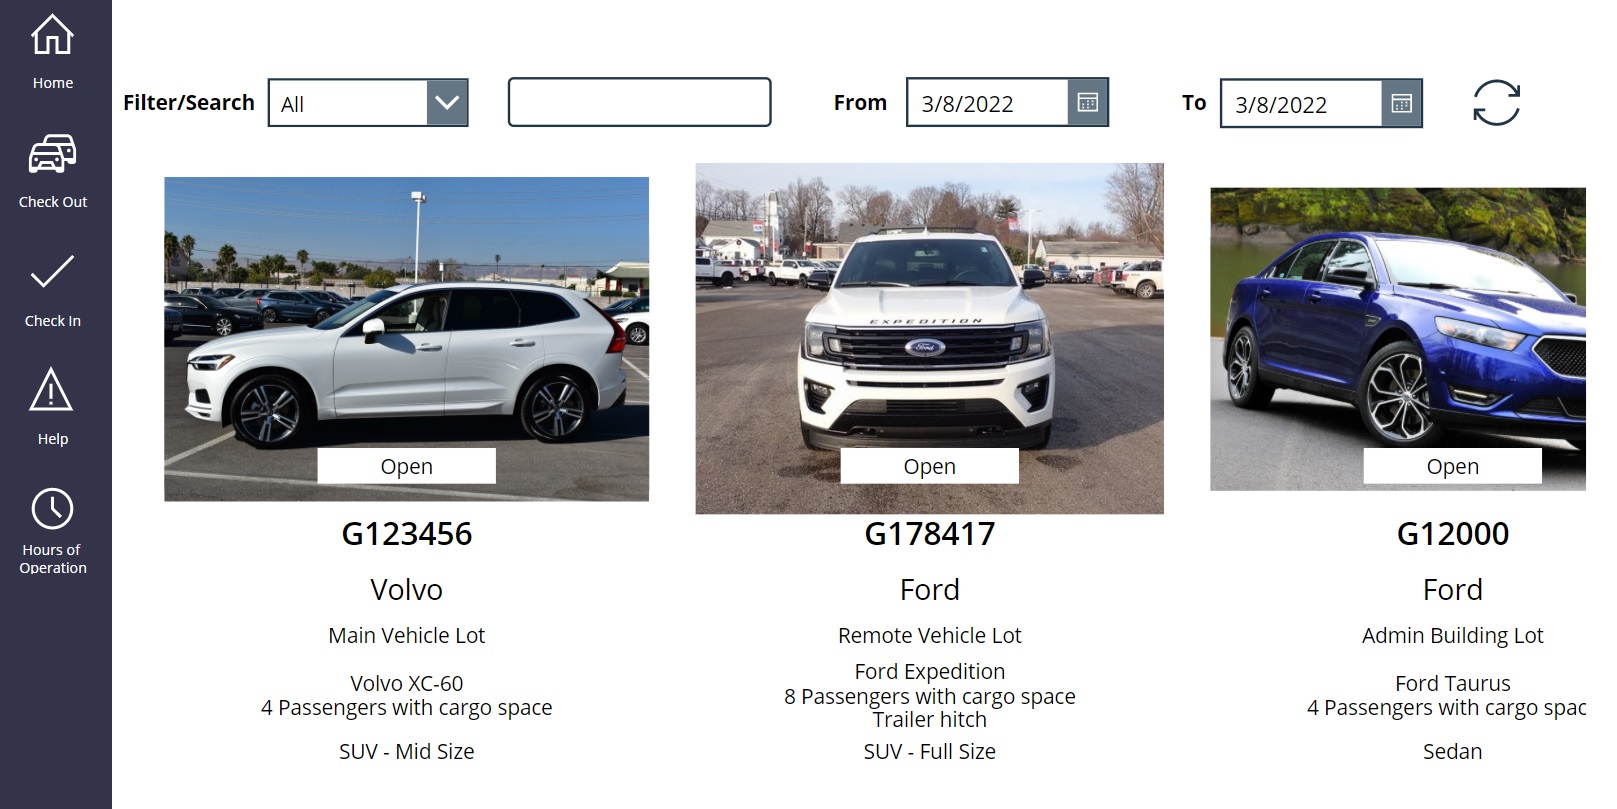 Home
Check Out
Check In
Help
Hours of
Operation
Filter/Search
All
From
3/8/2022
To
3/8/2022
Open
G123456
Volvo
Main Vehicle Lot
Volvo XC-60
4 Passengers with cargo space
SUV - Mid Size
EXPEDITION
Ford
Open
G178417
Ford
Remote Vehicle Lot
Ford Expedition
8 Passengers with cargo space
Trailer hitch
SUV - Full Size
Open
G12000
Ford
Admin Building Lot
Ford Taurus
4 Passengers with cargo spac
Sedan